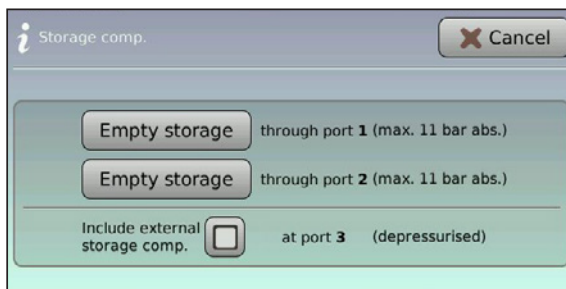 Storage comp.
Cancel
Empty storage through port 1 (max. 11 bar abs.)
Empty storage through port 2 (max. 11 bar abs.)
Include external
storage comp. at port 3 (depressurised)